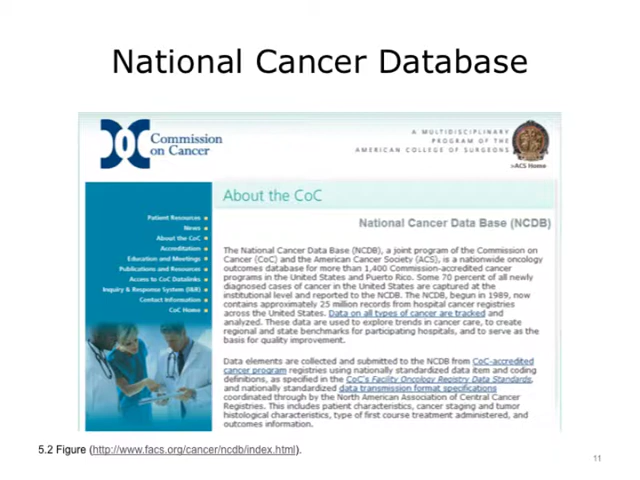 National Cancer Database
Commission
on Cancer
A MULTIDISCIPLINARY
PROGRAM OF THE
AMERICAN COLLEGE OF SURGEONS
>ACS Home
About the CoC
Patient Resources
News
About the CoC
Accreditation
Education and Meetings
Publications and Resources
Access to CoC Datalinks
Inquiry & Response System (I&R)
Contact Information
CoC Home
National Cancer Data Base (NCDB)
The National Cancer Data Base (NCDB), a joint program of the Commission on
Cancer (CoC) and the American Cancer Society (ACS), is a nationwide oncology
outcomes database for more than 1,400 Commission-accredited cancer
programs in the United States and Puerto Rico. Some 70 percent of all newly
diagnosed cases of cancer in the United States are captured at the
institutional level and reported to the NCDB. The NCDB, begun in 1989, now
contains approximately 25 million records from hospital cancer registries
across the United States. Data on all types of cancer are tracked and
analyzed. These data are used to explore trends in cancer care, to create
regional and state benchmarks for participating hospitals, and to serve as the
basis for quality improvement.
Data elements are collected and submitted to the NCDB from CoC-accredited
cancer program registries using nationally standardized data item and coding
definitions, as specified in the CoC's Facility Oncology Registry Data Standards,
and nationally standardized data transmission format specifications
coordinated through by the North American Association of Central Cancer
Registries. This includes patient characteristics, cancer staging and tumor
histological characteristics, type of first course treatment administered, and
outcomes information.
5.2 Figure (http://www.facs.org/cancer/ncdb/index.html).
11